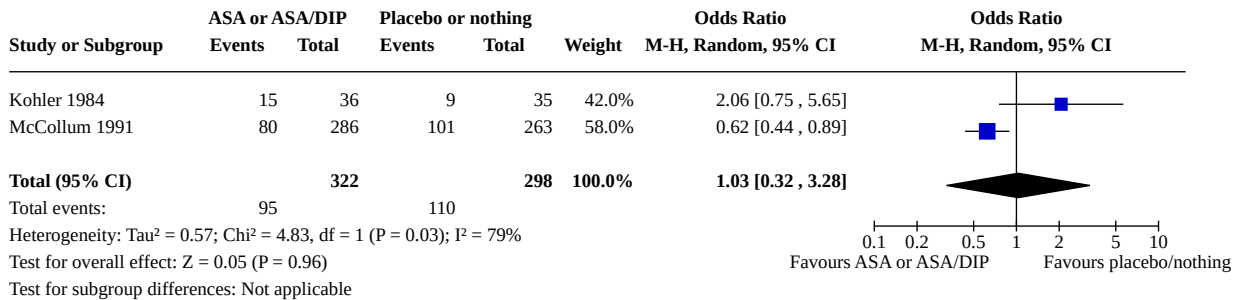 ASA or ASA/DIP Placebo or nothing Odds Ratio Odds Ratio
Study or Subgroup Events Total Events Total Weight M-H, Random, 95% CI M-H, Random, 95% CI
Kohler 1984 15 36 9 35 42.0% 2.06 [0.75 , 5.65]
McCollum 1991 80 286 101 263 58.0% 0.62 [0.44 , 0.89]
Total (95% CI) 322 298 100.0% 1.03 [0.32 , 3.28]
Total events: 95 110
Heterogeneity: Tau² = 0.57; Chi² = 4.83, df = 1 (P = 0.03); I² = 79%
0.1 0.2 0.5 1 2 5 10
Test for overall effect: Z = 0.05 (P = 0.96) Favours ASA or ASA/DIP Favours placebo/nothing
Test for subgroup differences: Not applicable